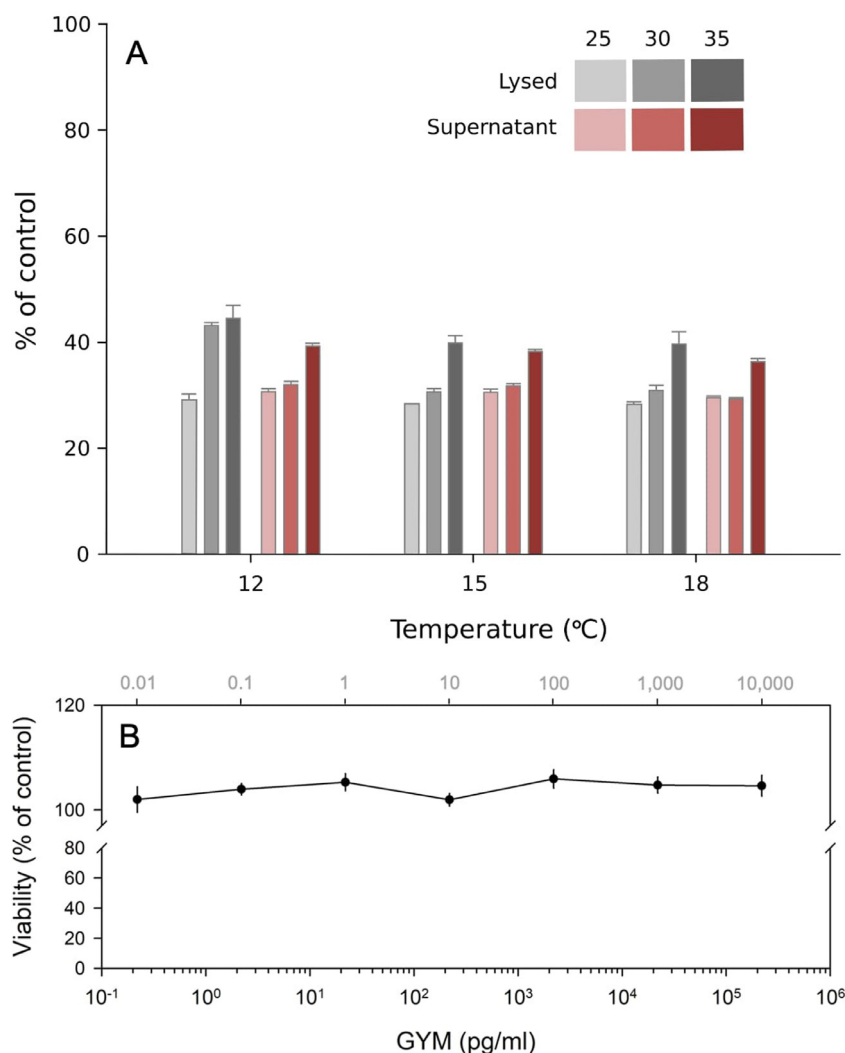 100
A
25 30 35
Lysed
Supernatant
80
60
40
20
0
% of control
12 15 18
Temperature (°C)
0.01 0.1 1 10 100 1,000 10,000
120
B
100
80
60
40
20
0
Viability (% of control)
10-1 100 101 102 103 104 105 106
GYM (pg/ml)